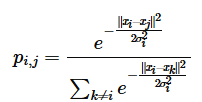 $p_{i,j} = \frac{e^{-\frac{\|x_i - x_j\|^2}{2\sigma_i^2}}}{\sum_{k \neq i} e^{-\frac{\|x_i - x_k\|^2}{2\sigma_i^2}}}$